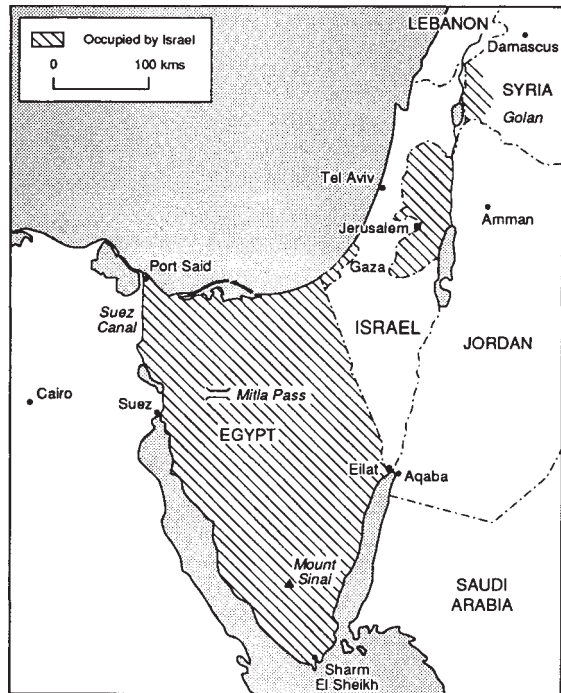 LEBANON
Occupied by Israel
0 100 kms
Damascus
SYRIA
Golan
Tel Aviv
Jerusalem
Amman
Port Said
Gaza
Suez
Canal
ISRAEL
JORDAN
Cairo
Mitla Pass
Suez
EGYPT
Eilat
Aqaba
Mount
Sinai
SAUDI
ARABIA
Sharm
El Sheikh